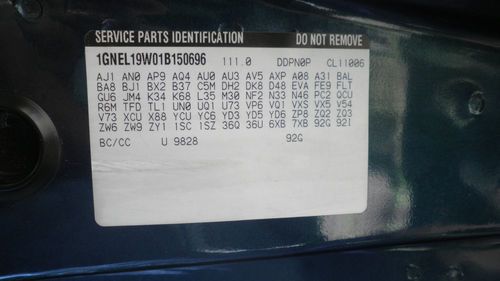 SERVICE PARTS IDENTIFICATION DO NOT REMOVE
1GNEL19W01B150696 111.0 DDPN0P CL11006
AJ1 AN0 AP9 AQ4 AU0 AU3 AV5 AXP A08 A31 BAL
BA8 BJ1 BX2 B37 C5M DH2 DK8 D48 EVA FE9 FLT
GU6 JM4 K34 K68 L35 M30 NF2 N33 N46 PC2 QCU
R6M TFD TL1 UN0 UQ1 U73 VP6 VQ1 VXS VX5 V54
V73 XCU X88 YCU YC6 YD3 YD5 YD6 ZP8 ZQ2 ZQ3
ZW6 ZW9 ZY1 1SC 1SZ 36Q 36U 6XB 7XB 92G 92I
BC/CC U 9828 92G